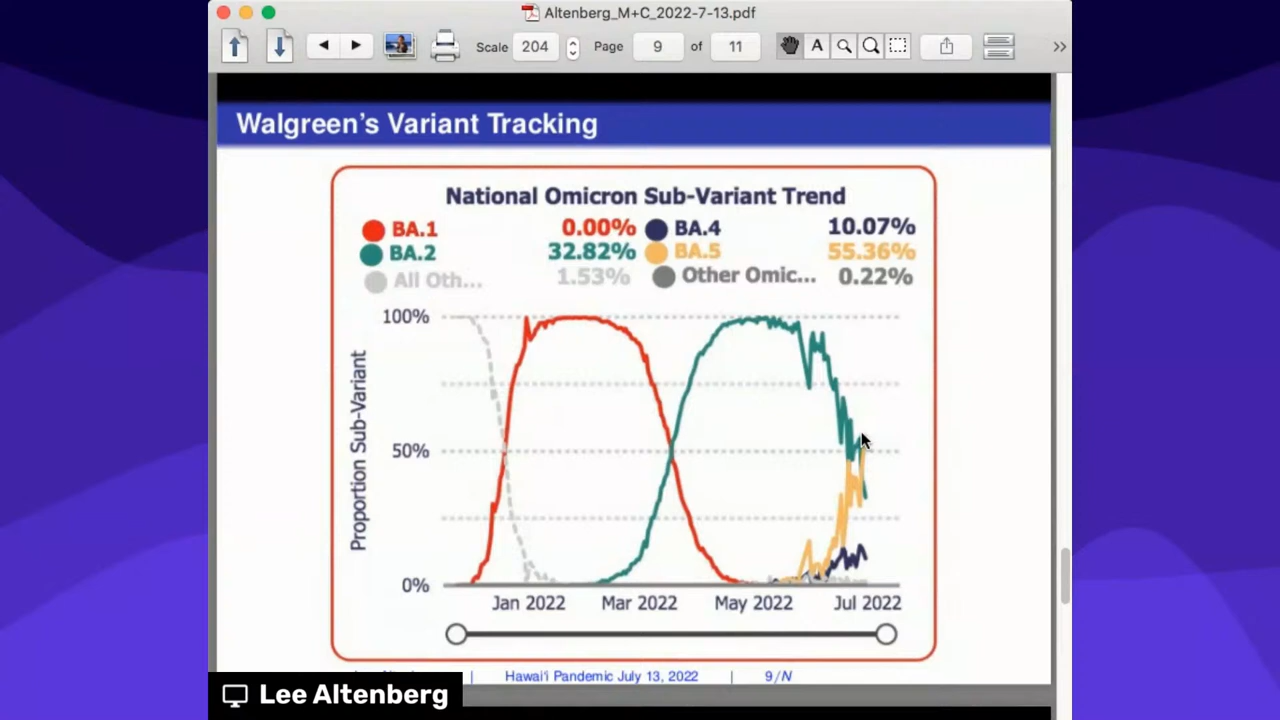 Altenberg_M+C_2022-7-13.pdf
Scale 204 Page 9 of 11 A
Walgreen's Variant Tracking
National Omicron Sub-Variant Trend
BA.1 0.00% BA.4 10.07%
BA.2 32.82% BA.5 55.36%
All Oth... 1.53% Other Omic... 0.22%
100%
50%
0%
Proportion Sub-Variant
Jan 2022 Mar 2022 May 2022 Jul 2022
Hawai'i Pandemic July 13, 2022 | 9/N
Lee Altenberg